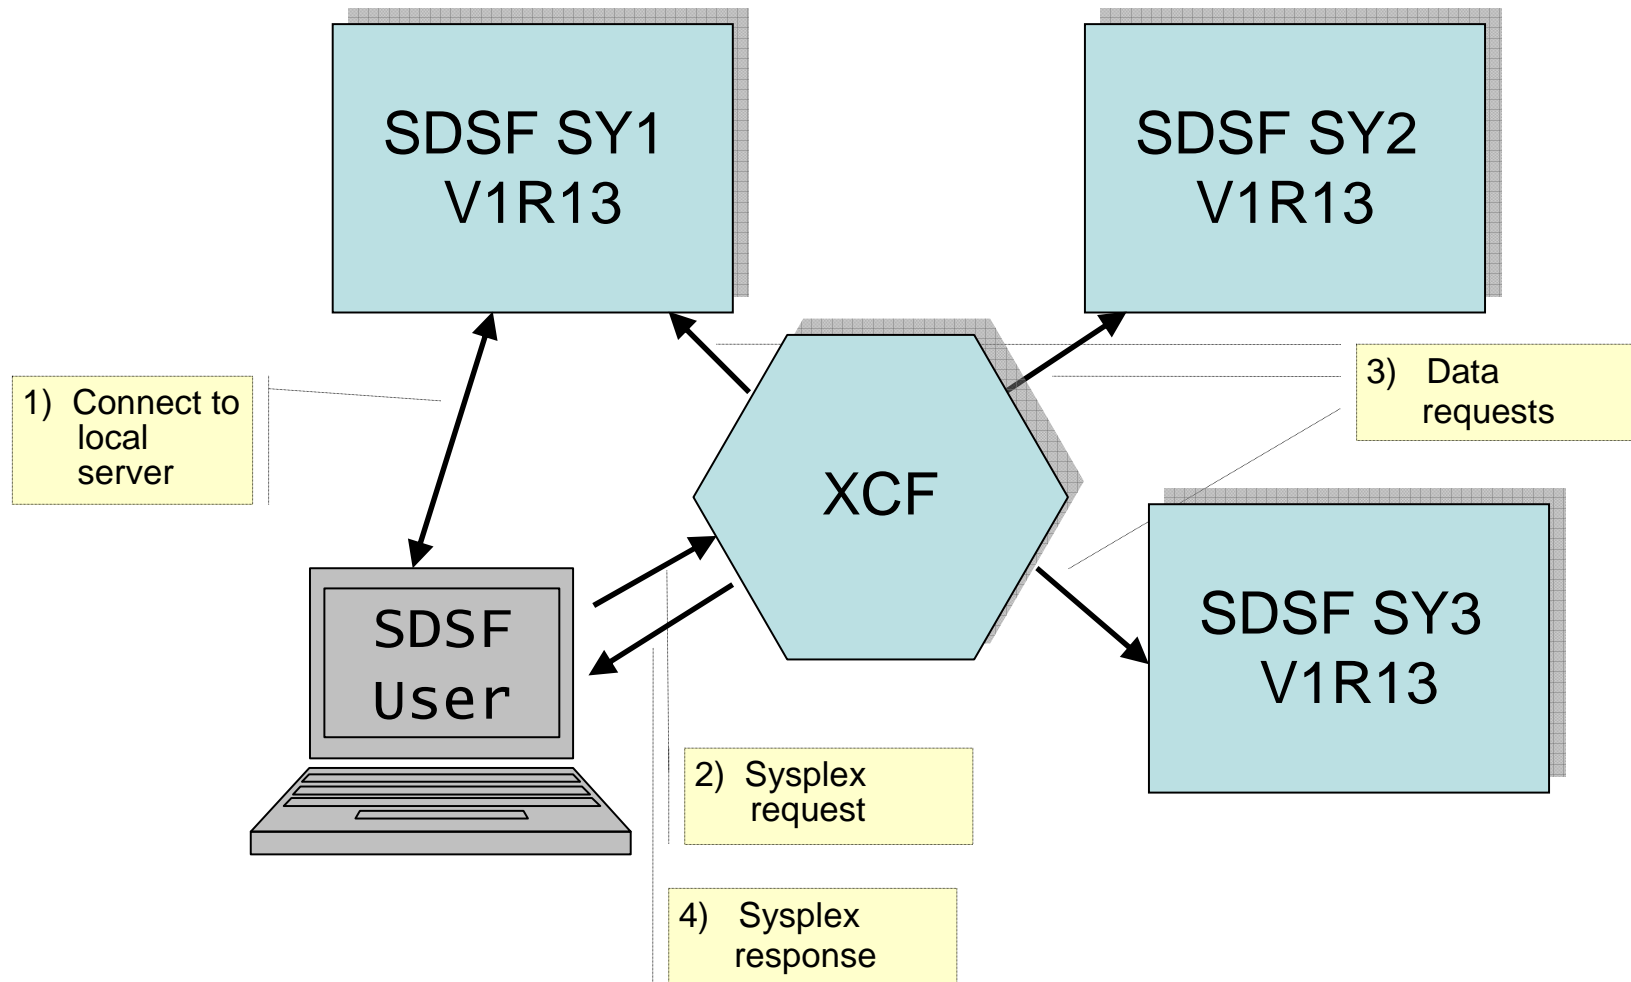 SDSF SY1
V1R13
SDSF SY2
V1R13
1) Connect to
local
server
3) Data
requests
XCF
SDSF SY3
V1R13
SDSF
User
2) Sysplex
request
4) Sysplex
response